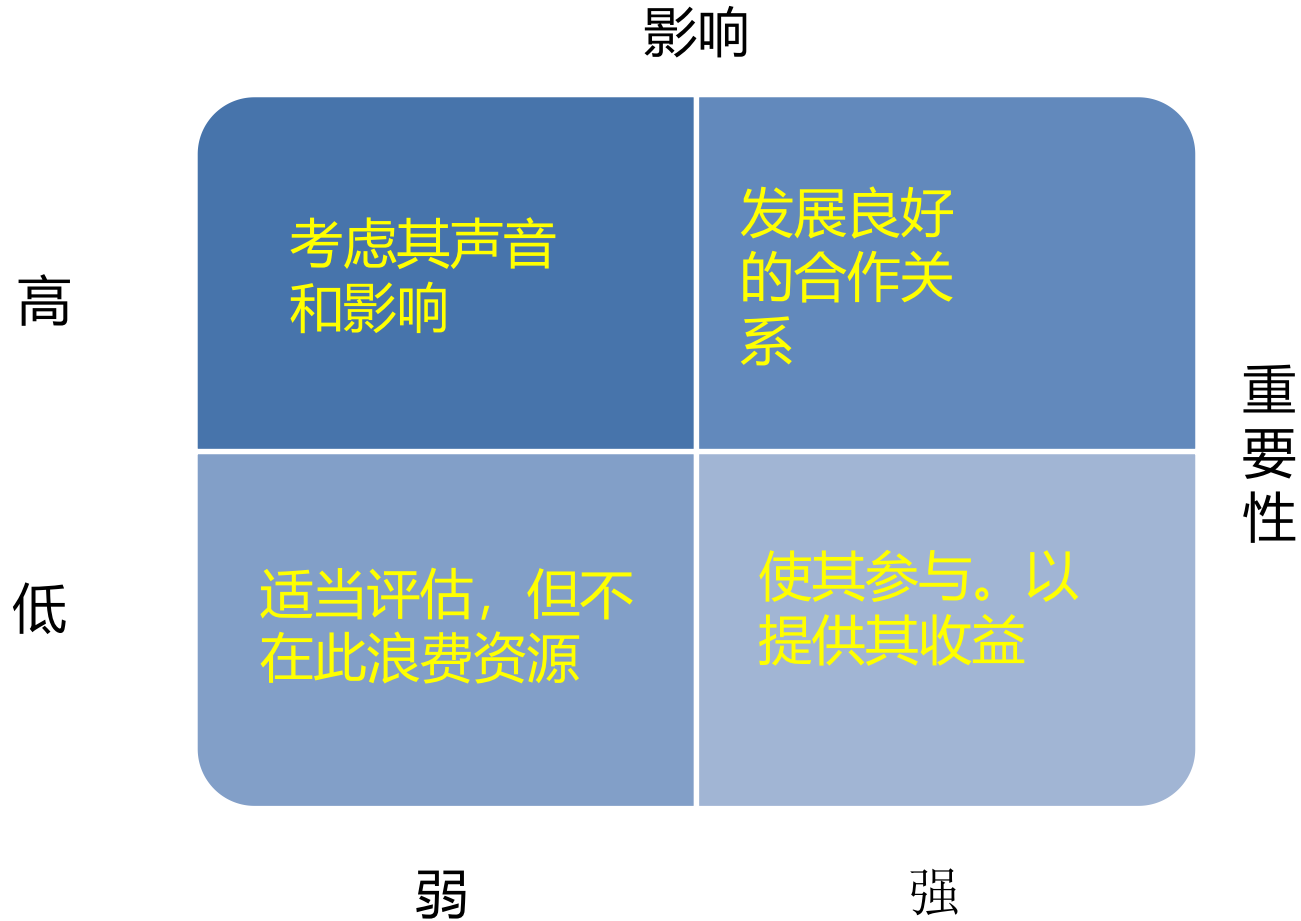 影响
考虑其声音
和影响
发展良好
的合作关
系
高
重
要
性
适当评估，但不
在此浪费资源
使其参与。以
提供其收益
低
弱
强